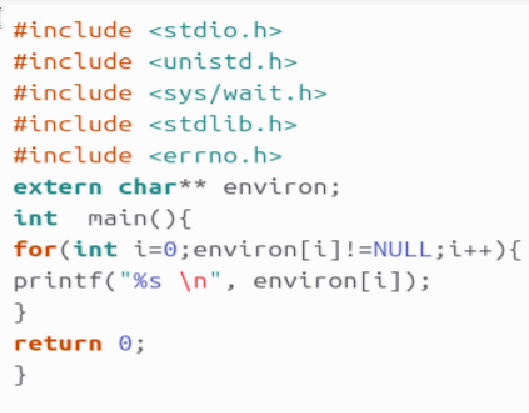 #include <stdio.h>
#include <unistd.h>
#include <sys/wait.h>
#include <stdlib.h>
#include <errno.h>
extern char** environ;
int  main(){
for(int i=0;environ[i]!=NULL;i++){
printf("%s \n", environ[i]);
}
return 0;
}